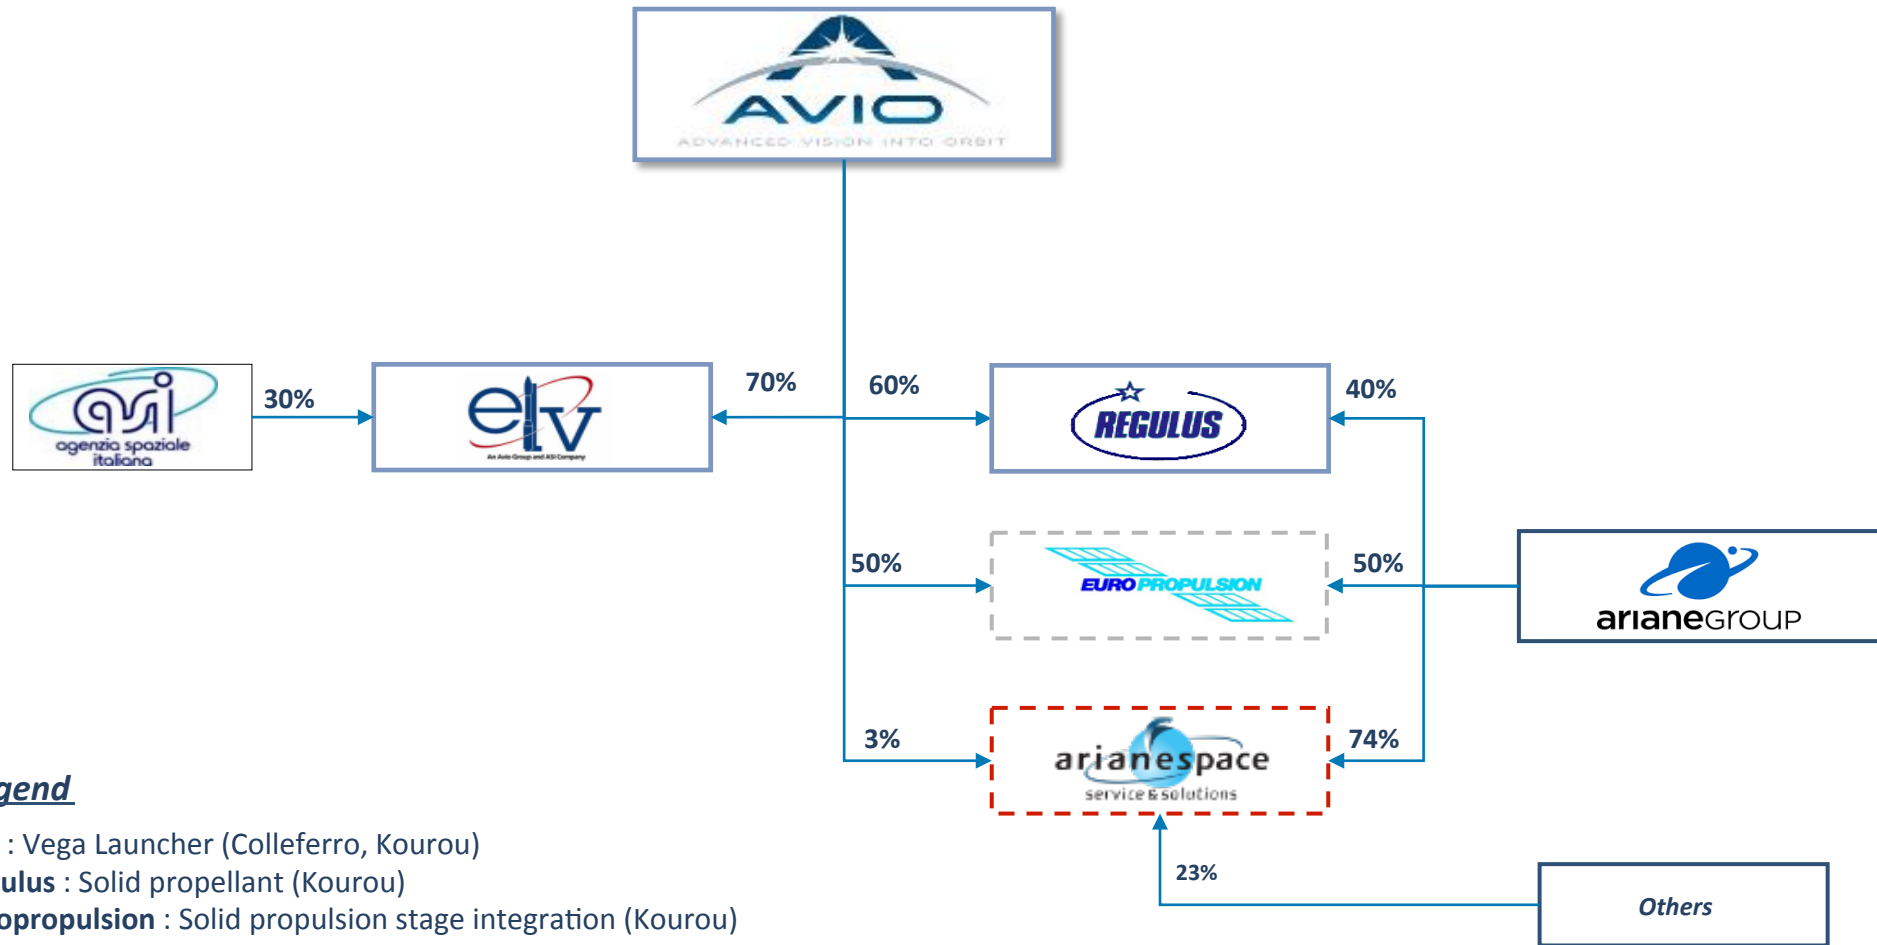 AVIO
ADVANCED VISION INTO ORBIT
asi
agenzia spaziale
italiana
30%
elv
An Avio Group and ASI Company
70%
60%
REGULUS
40%
50%
EUROPROPULSION
50%
arianeGROUP
3%
arianespace
service & solutions
74%
23%
Others
gend
: Vega Launcher (Colleferro, Kourou)
ulus : Solid propellant (Kourou)
opropulsion : Solid propulsion stage integration (Kourou)